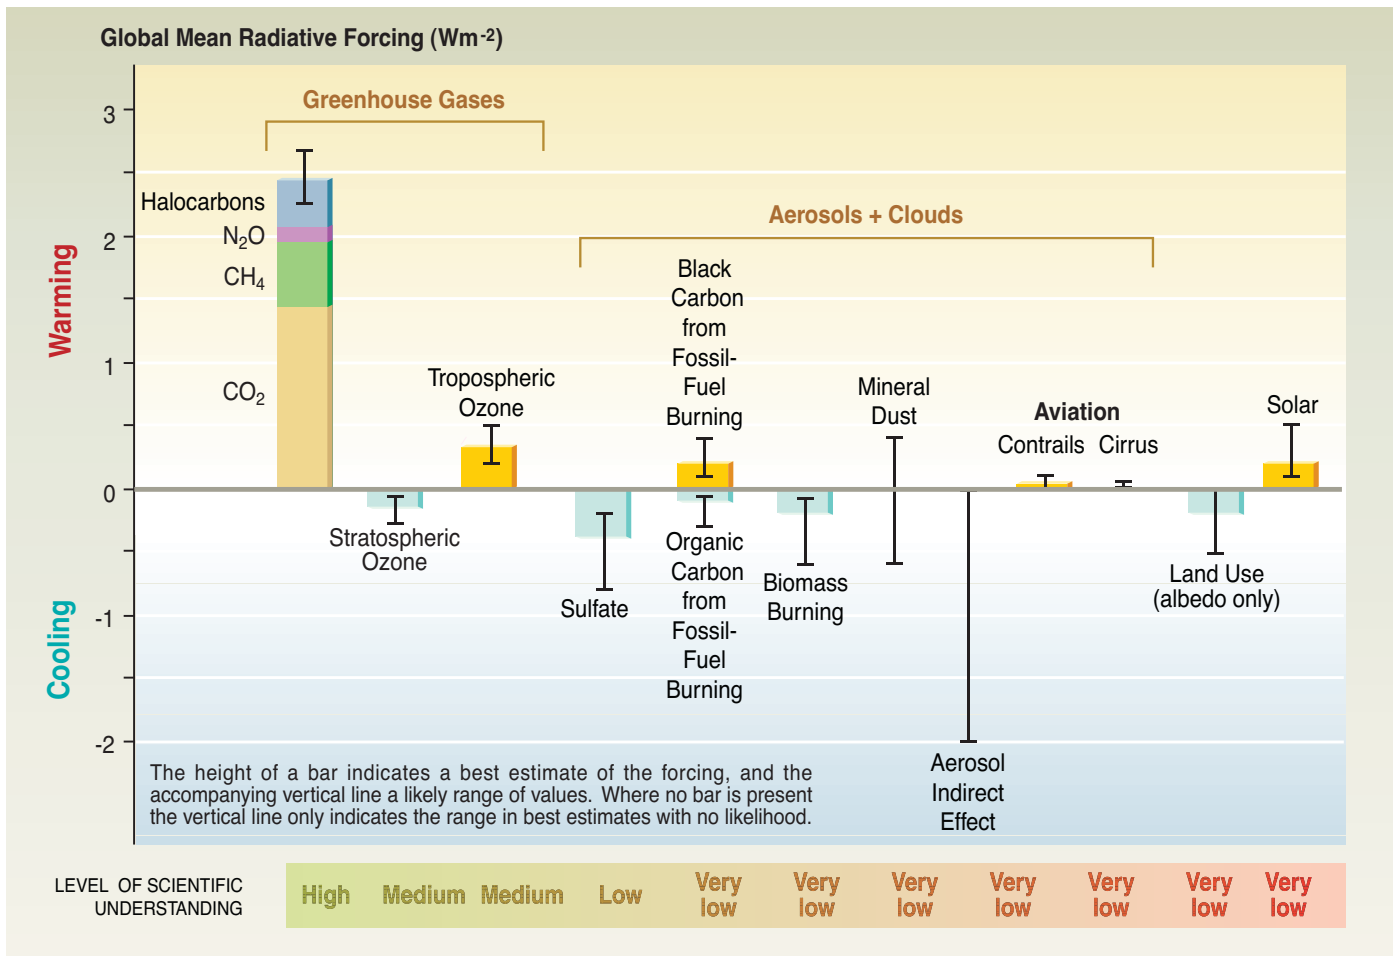 Global Mean Radiative Forcing (Wm-2)
Greenhouse Gases
3
Halocarbons
N2O
CH4
CO2
2
1
0
-1
-2
Warming
Cooling
Aerosols + Clouds
Stratospheric
Ozone
Tropospheric
Ozone
Sulfate
Black
Carbon
from
Fossil-
Fuel
Burning
Organic
Carbon
from
Fossil-
Fuel
Burning
Biomass
Burning
Mineral
Dust
Aerosol
Indirect
Effect
Aviation
Contrails Cirrus
Land Use
(albedo only)
Solar
The height of a bar indicates a best estimate of the forcing, and the
accompanying vertical line a likely range of values. Where no bar is present
the vertical line only indicates the range in best estimates with no likelihood.
LEVEL OF SCIENTIFIC
UNDERSTANDING
High
Medium
Medium
Low
Very
low
Very
low
Very
low
Very
low
Very
low
Very
low
Very
low